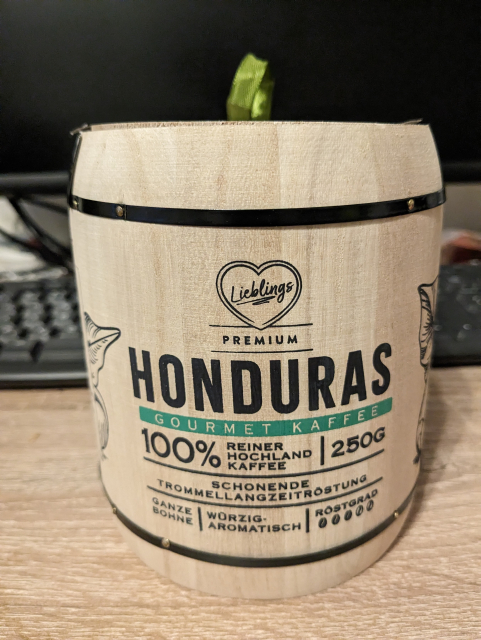 Lieblings
PREMIUM
HONDURAS
GOURMET KAFFEE
100% REINER HOCHLAND KAFFEE 250G
SCHONENDE
TROMMELLANGZEITRÖSTUNG
GANZE BOHNE WÜRZIG-AROMATISCH RÖSTGRAD